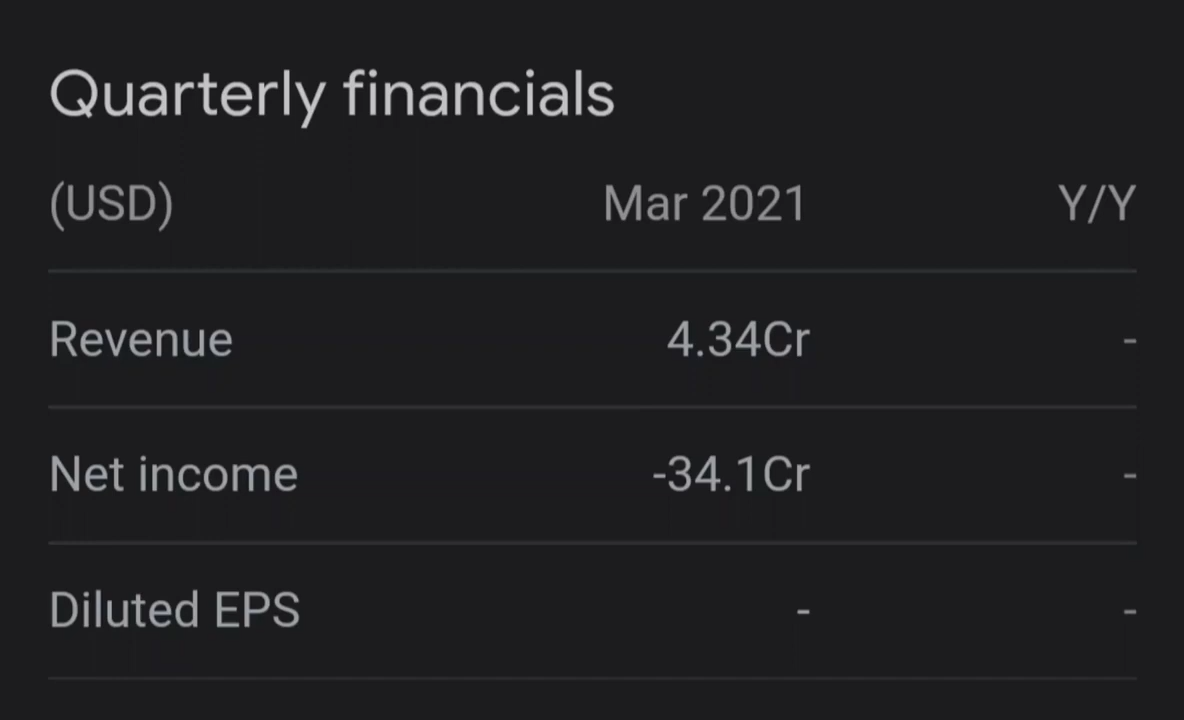 Quarterly financials
(USD) Mar 2021 Y/Y
Revenue 4.34Cr -
Net income -34.1Cr -
Diluted EPS - -